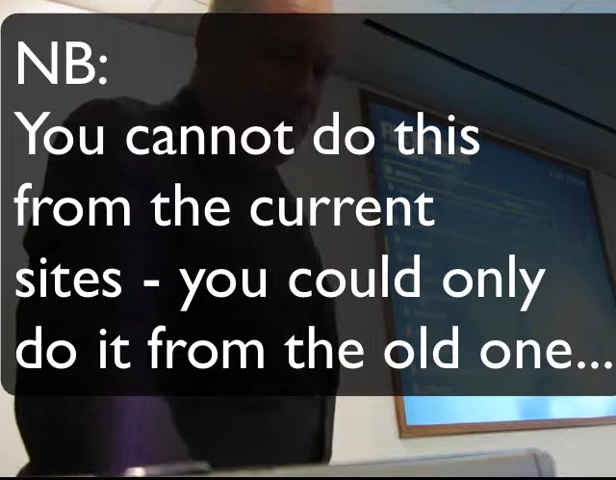 NB:
You cannot do this
from the current
sites - you could only
do it from the old one...